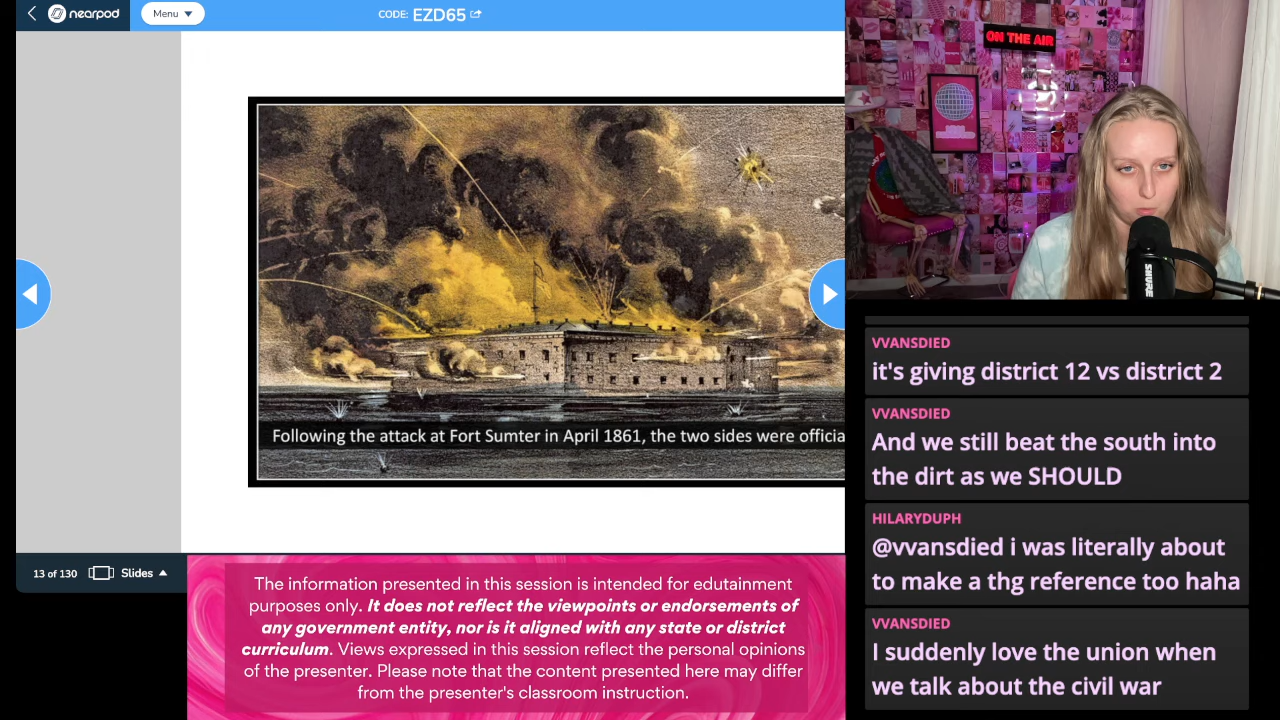 nearpod
Menu
CODE: EZD65
ON THE AIR
Following the attack at Fort Sumter in April 1861, the two sides were officia
13 of 130
Slides
The information presented in this session is intended for edutainment
purposes only. It does not reflect the viewpoints or endorsements of
any government entity, nor is it aligned with any state or district
curriculum. Views expressed in this session reflect the personal opinions
of the presenter. Please note that the content presented here may differ
from the presenter's classroom instruction.
SHURE
VVANSDIED
it's giving district 12 vs district 2
VVANSDIED
And we still beat the south into
the dirt as we SHOULD
HILARYDUPH
@vvansdied i was literally about
to make a thg reference too haha
VVANSDIED
I suddenly love the union when
we talk about the civil war